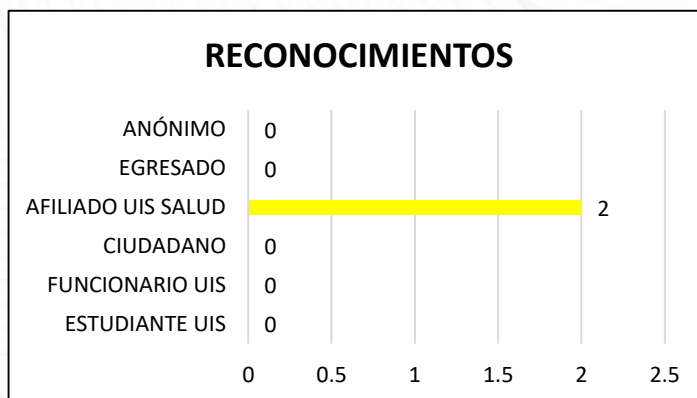 RECONOCIMIENTOS
ANÓNIMO 0
EGRESADO 0
AFILIADO UIS SALUD 2
CIUDADANO 0
FUNCIONARIO UIS 0
ESTUDIANTE UIS 0
0 0.5 1 1.5 2 2.5